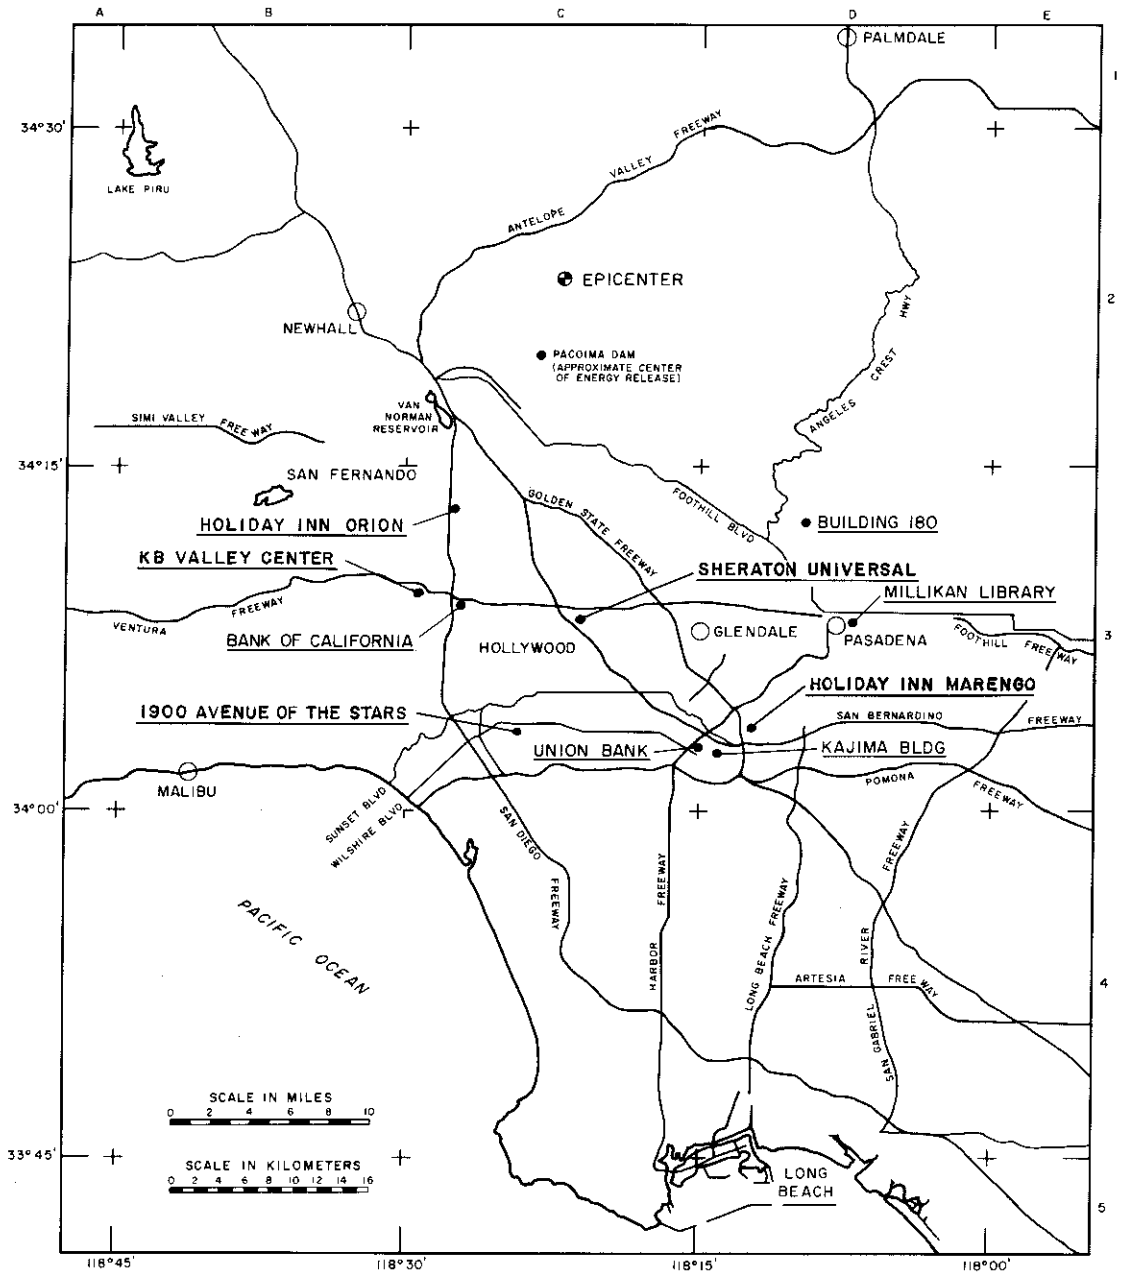 A B C D E
PALMDALE
1
34°30'
LAKE PIRU
ANTELOPE VALLEY FREEWAY
EPICENTER
2
NEWHALL
PACOIMA DAM
(APPROXIMATE CENTER
OF ENERGY RELEASE)
ANGELES CREST HWY
VAN
NORMAN
RESERVOIR
SIMI VALLEY FREEWAY
34°15'
SAN FERNANDO
HOLIDAY INN ORION
GOLDEN STATE FREEWAY
FOOTHILL BLVD
BUILDING 180
KB VALLEY CENTER
SHERATON UNIVERSAL
MILLIKAN LIBRARY
VENTURA FREEWAY
BANK OF CALIFORNIA
HOLLYWOOD
GLENDALE
PASADENA
FOOTHILL FREEWAY
3
HOLIDAY INN MARENGO
1900 AVENUE OF THE STARS
SAN BERNARDINO FREEWAY
UNION BANK
KAJIMA BLDG
MALIBU
POMONA FREEWAY
34°00'
SUNSET BLVD
WILSHIRE BLVD
SAN DIEGO FREEWAY
HARBOR FREEWAY
LONG BEACH FREEWAY
SAN GABRIEL RIVER FREEWAY
PACIFIC OCEAN
ARTESIA FREEWAY
4
SCALE IN MILES
0 2 4 6 8 10
33°45'
SCALE IN KILOMETERS
0 2 4 6 8 10 12 14 16
LONG
BEACH
5
118°45' 118°30' 118°15' 118°00'